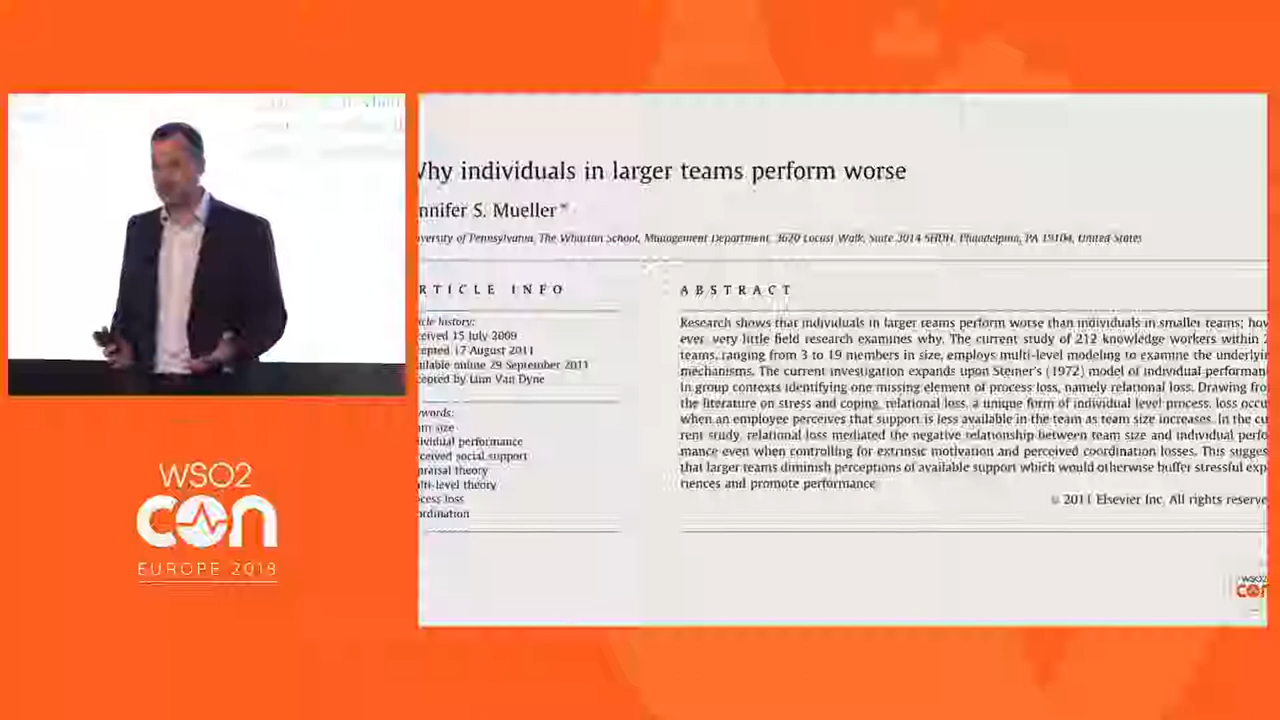 Why individuals in larger teams perform worse
nnifer S. Mueller *
versity of Pennsylvania, The Wharton School, Management Department, 3620 Locust Walk, Suite 3014 SHDH, Philadelphia, PA 19104, United States
RTICLE INFO
ABSTRACT
icle history:
ceived 15 July 2009
cepted 17 August 2011
ailable online 29 September 2011
cepted by Linn Van Dyne
words:
am size
ividual performance
ceived social support
praisal theory
lti-level theory
cess loss
ordination
Research shows that individuals in larger teams perform worse than individuals in smaller teams; how
ever, very little field research examines why. The current study of 212 knowledge workers within 2
teams, ranging from 3 to 19 members in size, employs multi-level modeling to examine the underlyin
mechanisms. The current investigation expands upon Steiner's (1972) model of individual performan
in group contexts identifying one missing element of process loss, namely relational loss. Drawing fro
the literature on stress and coping, relational loss, a unique form of individual level process loss occu
when an employee perceives that support is less available in the team as team size increases. In the cu
rent study, relational loss mediated the negative relationship between team size and individual perfo
mance even when controlling for extrinsic motivation and perceived coordination losses. This sugges
that larger teams diminish perceptions of available support which would otherwise buffer stressful exp
riences and promote performance
© 2011 Elsevier Inc. All rights reserve
WSO2
con
EUROPE 2018
WSO2
con